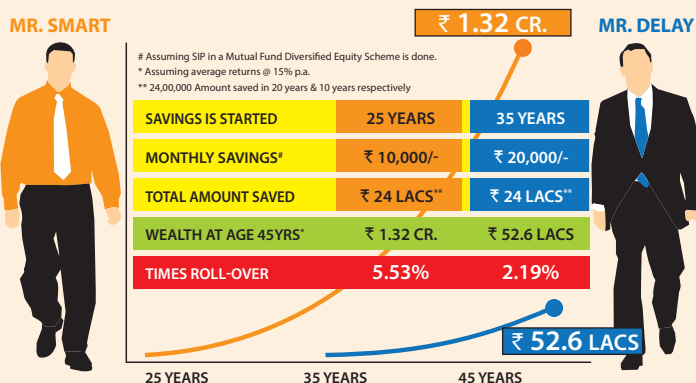 ₹ 1.32 CR.
MR. SMART
MR. DELAY
# Assuming SIP in a Mutual Fund Diversified Equity Scheme is done.
* Assuming average returns @ 15% p.a.
** 24,00,000 Amount saved in 20 years & 10 years respectively
SAVINGS IS STARTED 25 YEARS 35 YEARS
MONTHLY SAVINGS# ₹ 10,000/- ₹ 20,000/-
TOTAL AMOUNT SAVED ₹ 24 LACS** ₹ 24 LACS**
WEALTH AT AGE 45YRS* ₹ 1.32 CR. ₹ 52.6 LACS
TIMES ROLL-OVER 5.53% 2.19%
₹ 52.6 LACS
25 YEARS 35 YEARS 45 YEARS